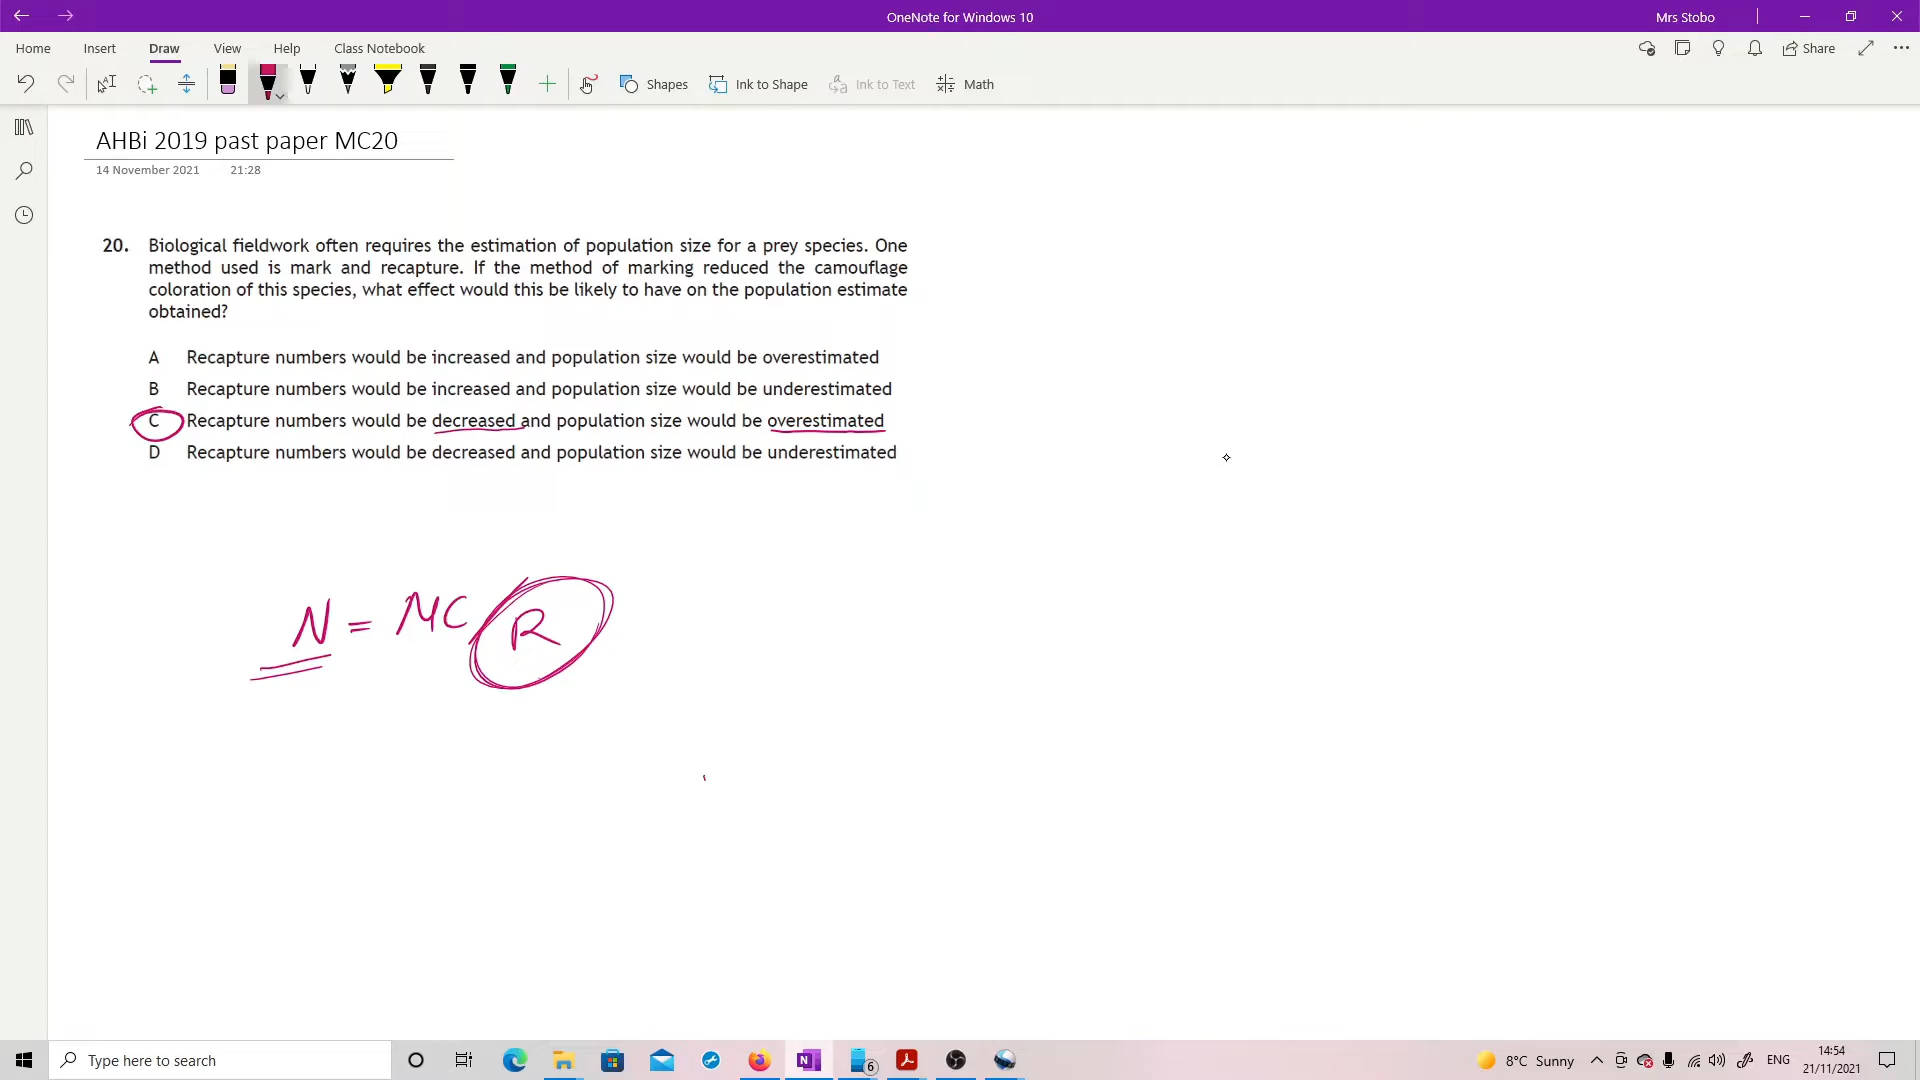 OneNote for Windows 10
Mrs Stobo
Home Insert Draw View Help Class Notebook
Share
Shapes Ink to Shape Ink to Text Math
AHBi 2019 past paper MC20
14 November 2021 21:28
20. Biological fieldwork often requires the estimation of population size for a prey species. One
method used is mark and recapture. If the method of marking reduced the camouflage
coloration of this species, what effect would this be likely to have on the population estimate
obtained?
A Recapture numbers would be increased and population size would be overestimated
B Recapture numbers would be increased and population size would be underestimated
C Recapture numbers would be decreased and population size would be overestimated
D Recapture numbers would be decreased and population size would be underestimated
N = MC R
Type here to search
6
8°C Sunny
ENG
14:54
21/11/2021